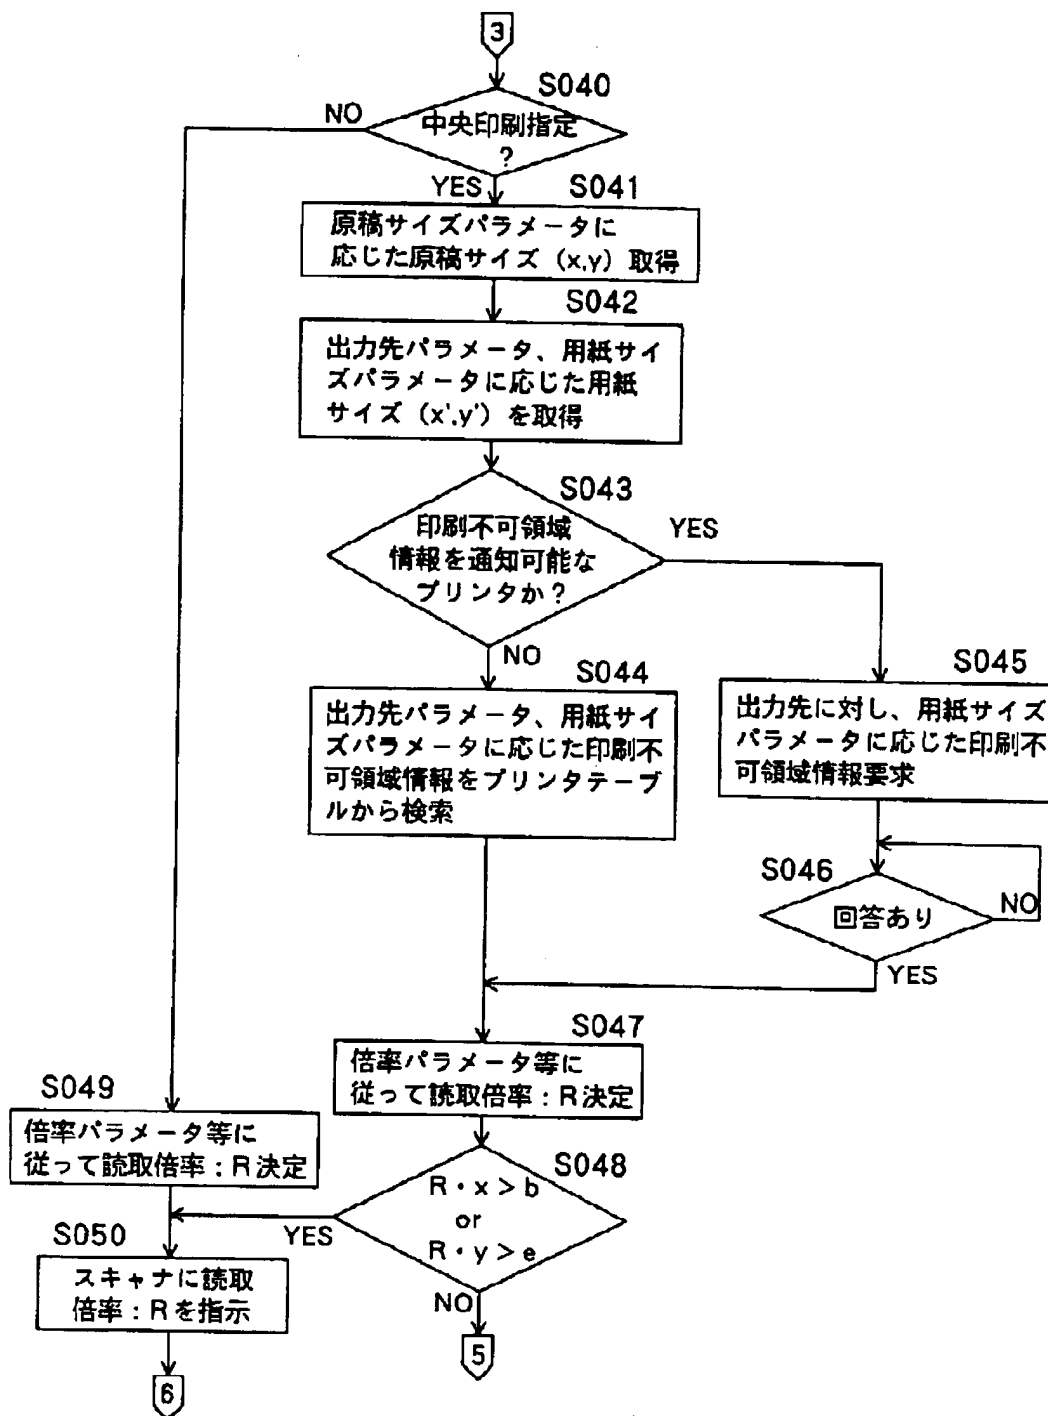 3
S040
NO
中央印刷指定
?
YES
S041
原稿サイズパラメータに
応じた原稿サイズ (x,y) 取得
S042
出力先パラメータ、用紙サイ
ズパラメータに応じた用紙
サイズ (x',y') を取得
S043
印刷不可領域
情報を通知可能な
プリンタか?
YES
NO
S044
出力先パラメータ、用紙サイ
ズパラメータに応じた印刷不
可領域情報をプリンタテーブ
ルから検索
S045
出力先に対し、用紙サイズ
パラメータに応じた印刷不
可領域情報要求
S046
回答あり
NO
YES
S047
倍率パラメータ等に
従って読取倍率:R決定
S049
倍率パラメータ等に
従って読取倍率:R決定
S048
R・x>b
or
R・y>e
YES
NO
S050
スキャナに読取
倍率:Rを指示
5
6